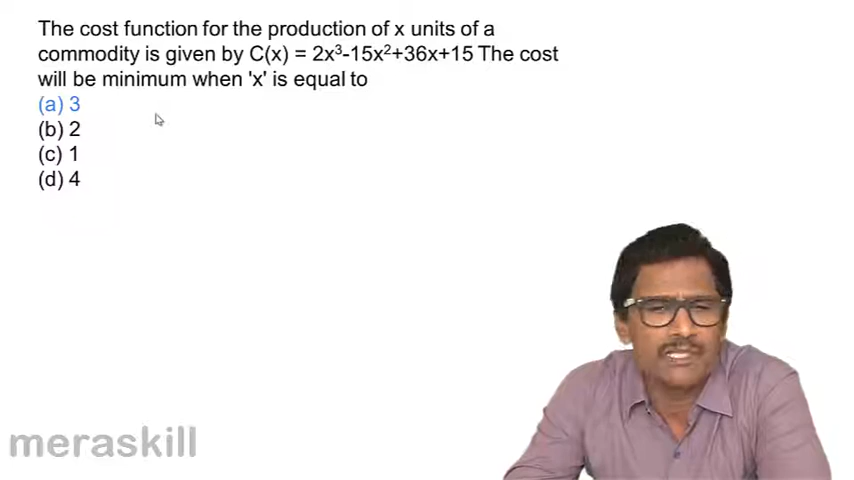 The cost function for the production of x units of a
commodity is given by C(x) = 2x³-15x²+36x+15 The cost
will be minimum when 'x' is equal to
(a) 3
(b) 2
(c) 1
(d) 4
meraskill